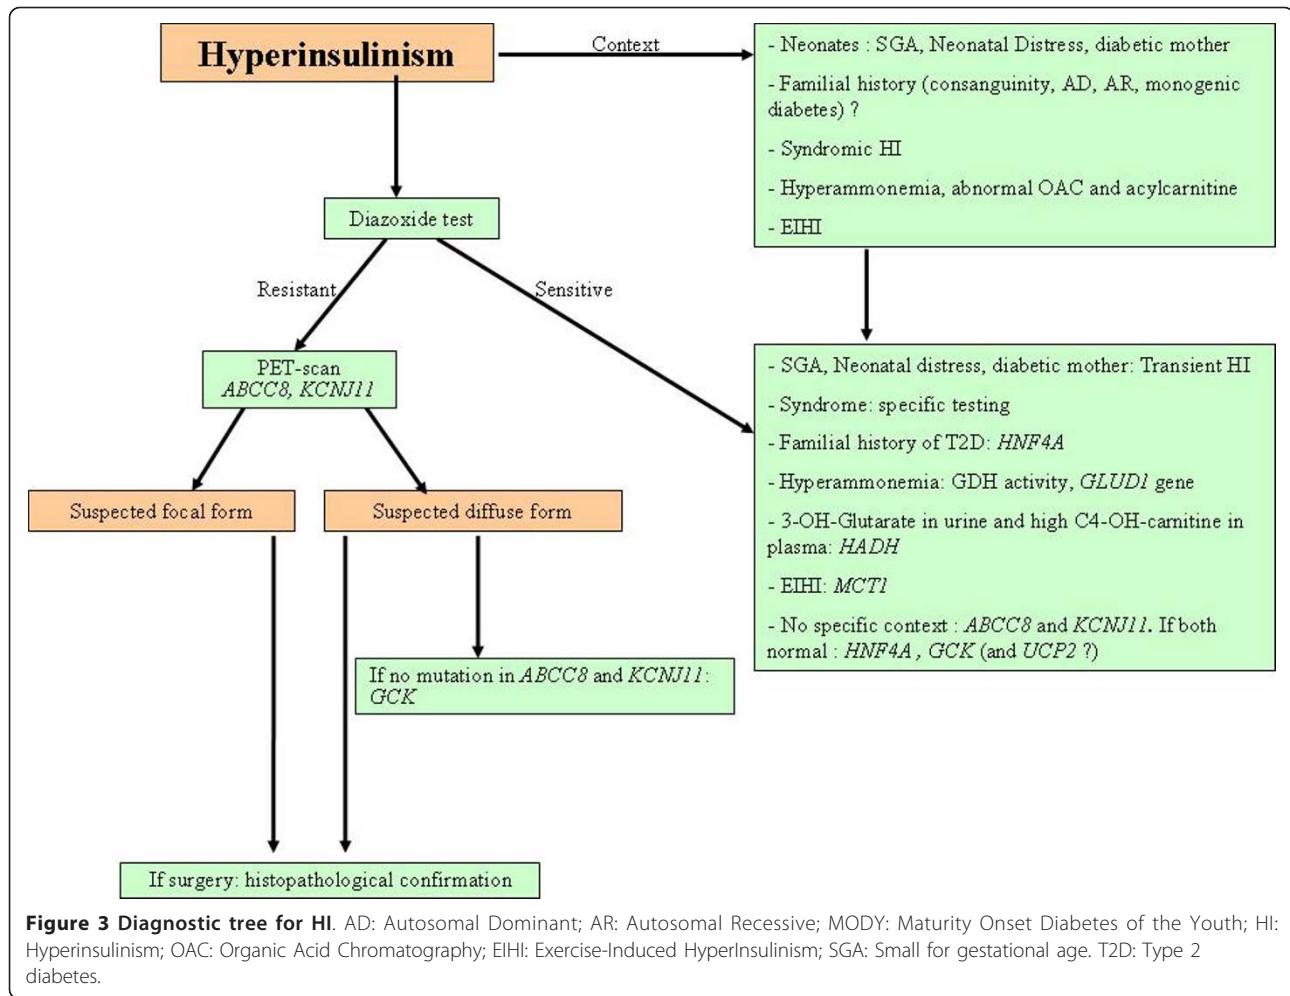 Hyperinsulinism
Context
- Neonates : SGA, Neonatal Distress, diabetic mother
- Familial history (consanguinity, AD, AR, monogenic
diabetes) ?
- Syndromic HI
- Hyperammonemia, abnormal OAC and acylcarnitine
- EIHI
Diazoxide test
Resistant
Sensitive
PET-scan
ABCC8, KCNJ11
- SGA, Neonatal distress, diabetic mother: Transient HI
- Syndrome: specific testing
- Familial history of T2D: HNF4A
- Hyperammonemia: GDH activity, GLUD1 gene
- 3-OH-Glutarate in urine and high C4-OH-carnitine in
plasma: HADH
- EIHI: MCT1
- No specific context : ABCC8 and KCNJ11. If both
normal : HNF4A , GCK (and UCP2 ?)
Suspected focal form
Suspected diffuse form
If no mutation in ABCC8 and KCNJ11:
GCK
If surgery: histopathological confirmation
Figure 3 Diagnostic tree for HI. AD: Autosomal Dominant; AR: Autosomal Recessive; MODY: Maturity Onset Diabetes of the Youth; HI:
Hyperinsulinism; OAC: Organic Acid Chromatography; EIHI: Exercise-Induced HyperInsulinism; SGA: Small for gestational age. T2D: Type 2
diabetes.